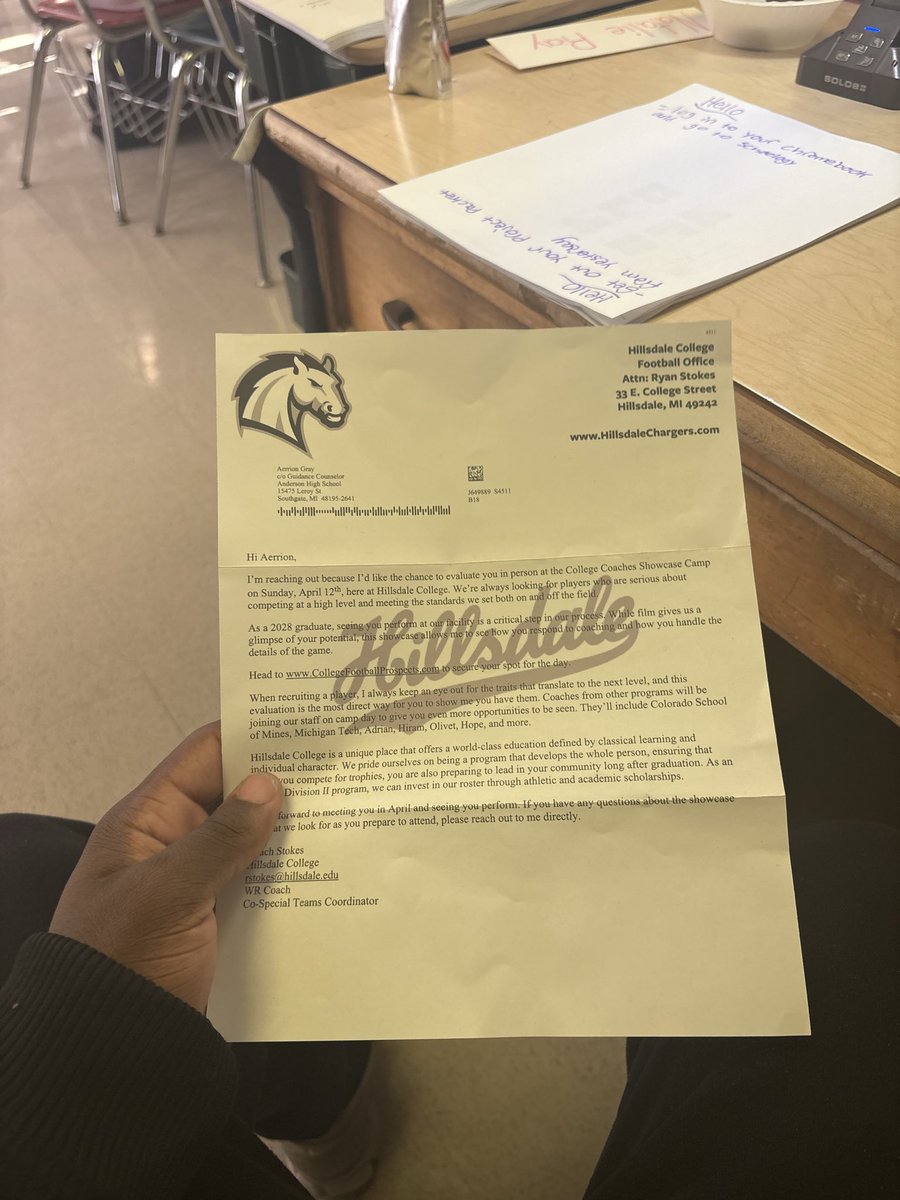 Natalie Ray
SOLOS
Hello
- log in to your chromebook
and go to schoology
Hello
- Get out your Project Packet
from yesterday
4511
Hillsdale College
Football Office
Attn: Ryan Stokes
33 E. College Street
Hillsdale, MI 49242
www.HillsdaleChargers.com
Aerrion Gray
c/o Guidance Counselor
Anderson High School
15475 Leroy St
Southgate, MI 48195-2641
J649889 S4511
B18
Hi Aerrion,
I'm reaching out because I'd like the chance to evaluate you in person at the College Coaches Showcase Camp
on Sunday, April 12th, here at Hillsdale College. We're always looking for players who are serious about
competing at a high level and meeting the standards we set both on and off the field.
As a 2028 graduate, seeing you perform at our facility is a critical step in our process. While film gives us a
glimpse of your potential, this showcase allows me to see how you respond to coaching and how you handle the
details of the game.
Head to www.CollegeFootballProspects.com to secure your spot for the day.
When recruiting a player, I always keep an eye out for the traits that translate to the next level, and this
evaluation is the most direct way for you to show me you have them. Coaches from other programs will be
joining our staff on camp day to give you even more opportunities to be seen. They'll include Colorado School
of Mines, Michigan Tech, Adrian, Hiram, Olivet, Hope, and more.
Hillsdale College is a unique place that offers a world-class education defined by classical learning and
individual character. We pride ourselves on being a program that develops the whole person, ensuring that
you compete for trophies, you are also preparing to lead in your community long after graduation. As an
Division II program, we can invest in our roster through athletic and academic scholarships.
forward to meeting you in April and seeing you perform. If you have any questions about the showcase
at we look for as you prepare to attend, please reach out to me directly.
ach Stokes
Hillsdale College
rstokes@hillsdale.edu
WR Coach
Co-Special Teams Coordinator
Hillsdale